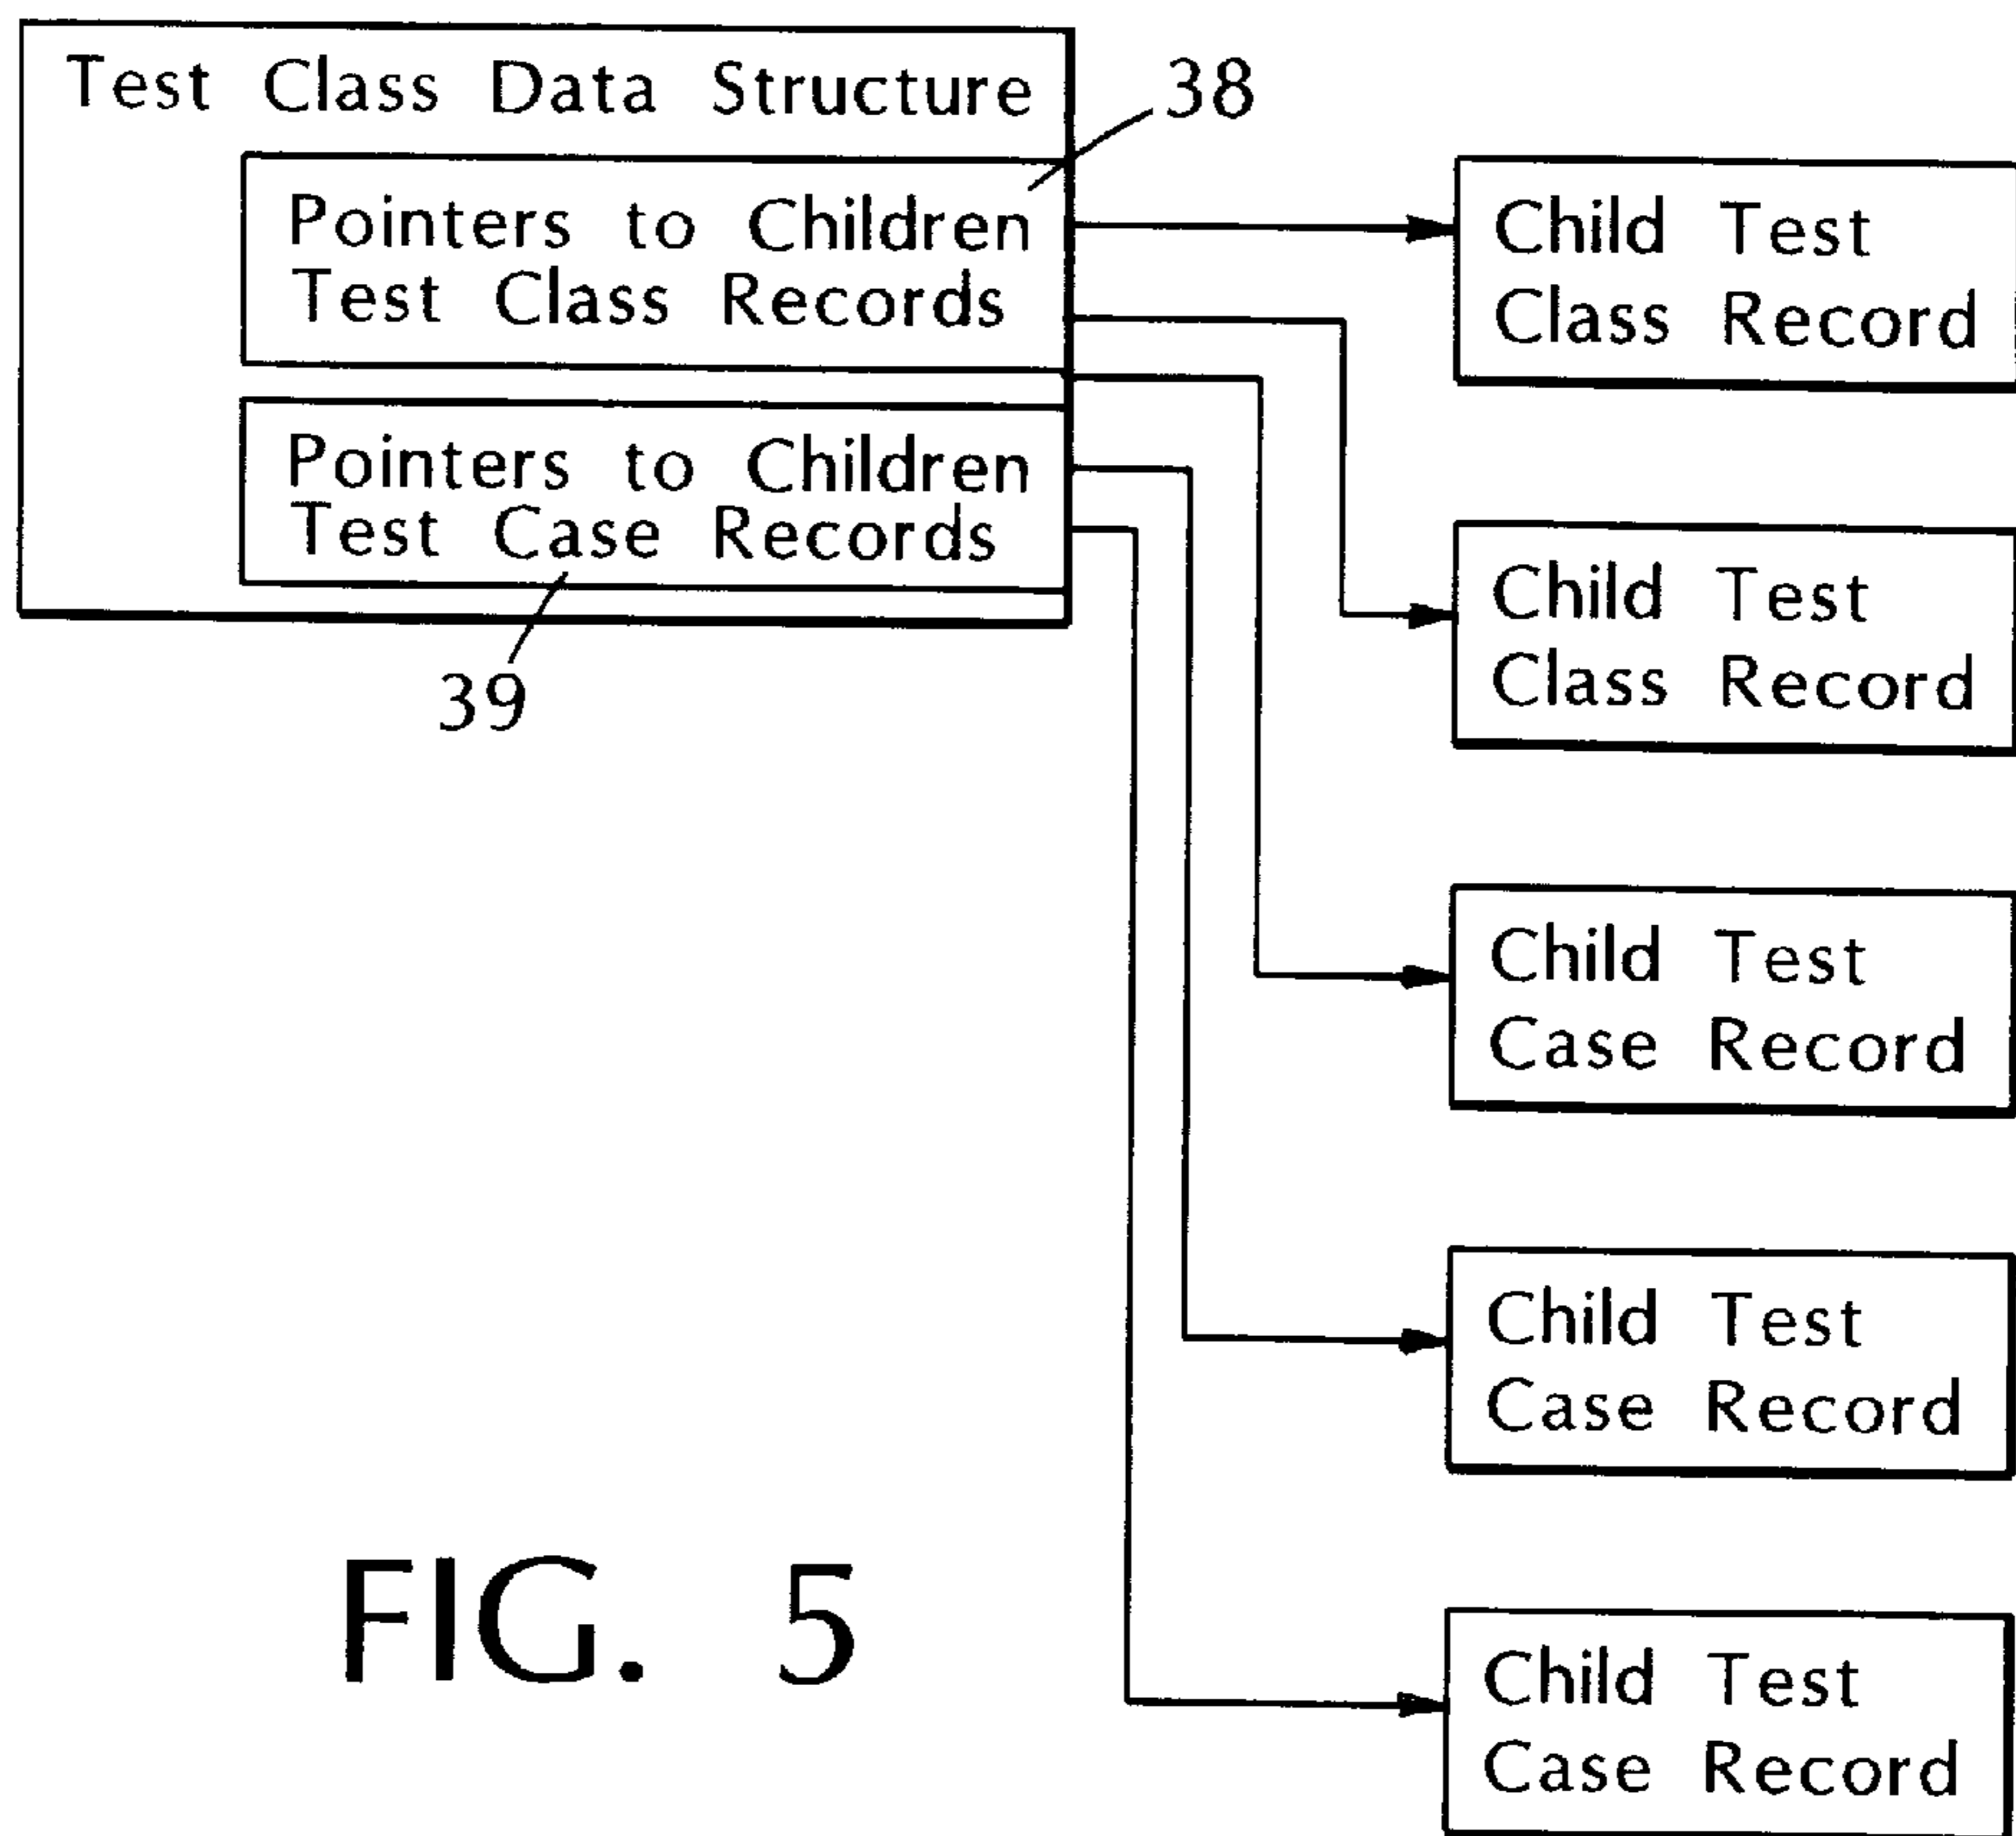 Test Class Data Structure
38
Pointers to Children
Test Class Records
Pointers to Children
Test Case Records
39
Child Test
Class Record
Child Test
Class Record
Child Test
Case Record
Child Test
Case Record
Child Test
Case Record
FIG. 5